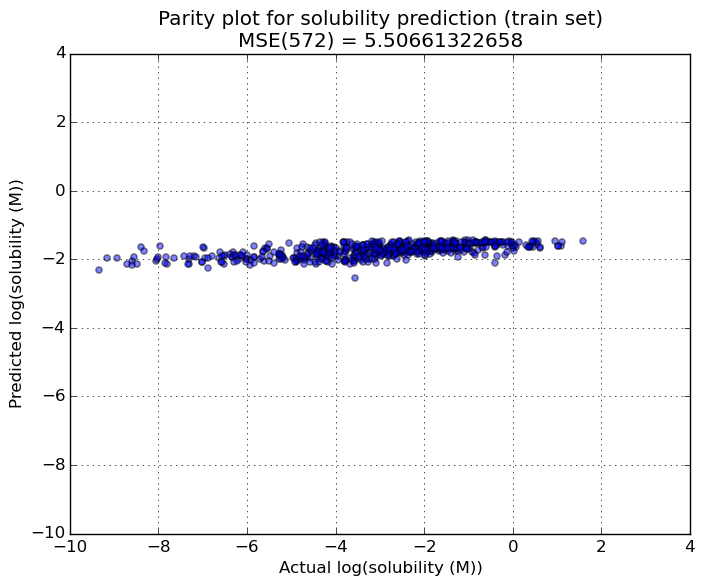 Parity plot for solubility prediction (train set)
MSE(572) = 5.50661322658
4
2
0
−2
−4
−6
−8
−10
Predicted log(solubility (M))
−10 −8 −6 −4 −2 0 2 4
Actual log(solubility (M))